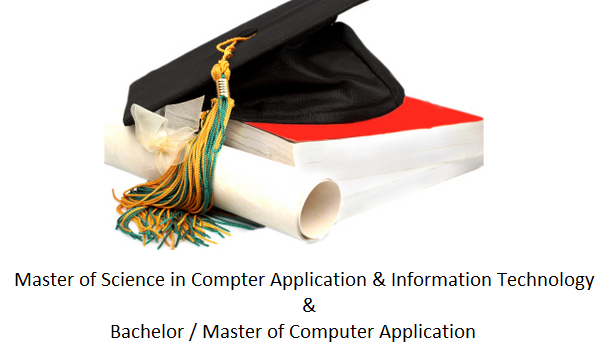 Master of Science in Compter Application & Information Technology
&
Bachelor / Master of Computer Application